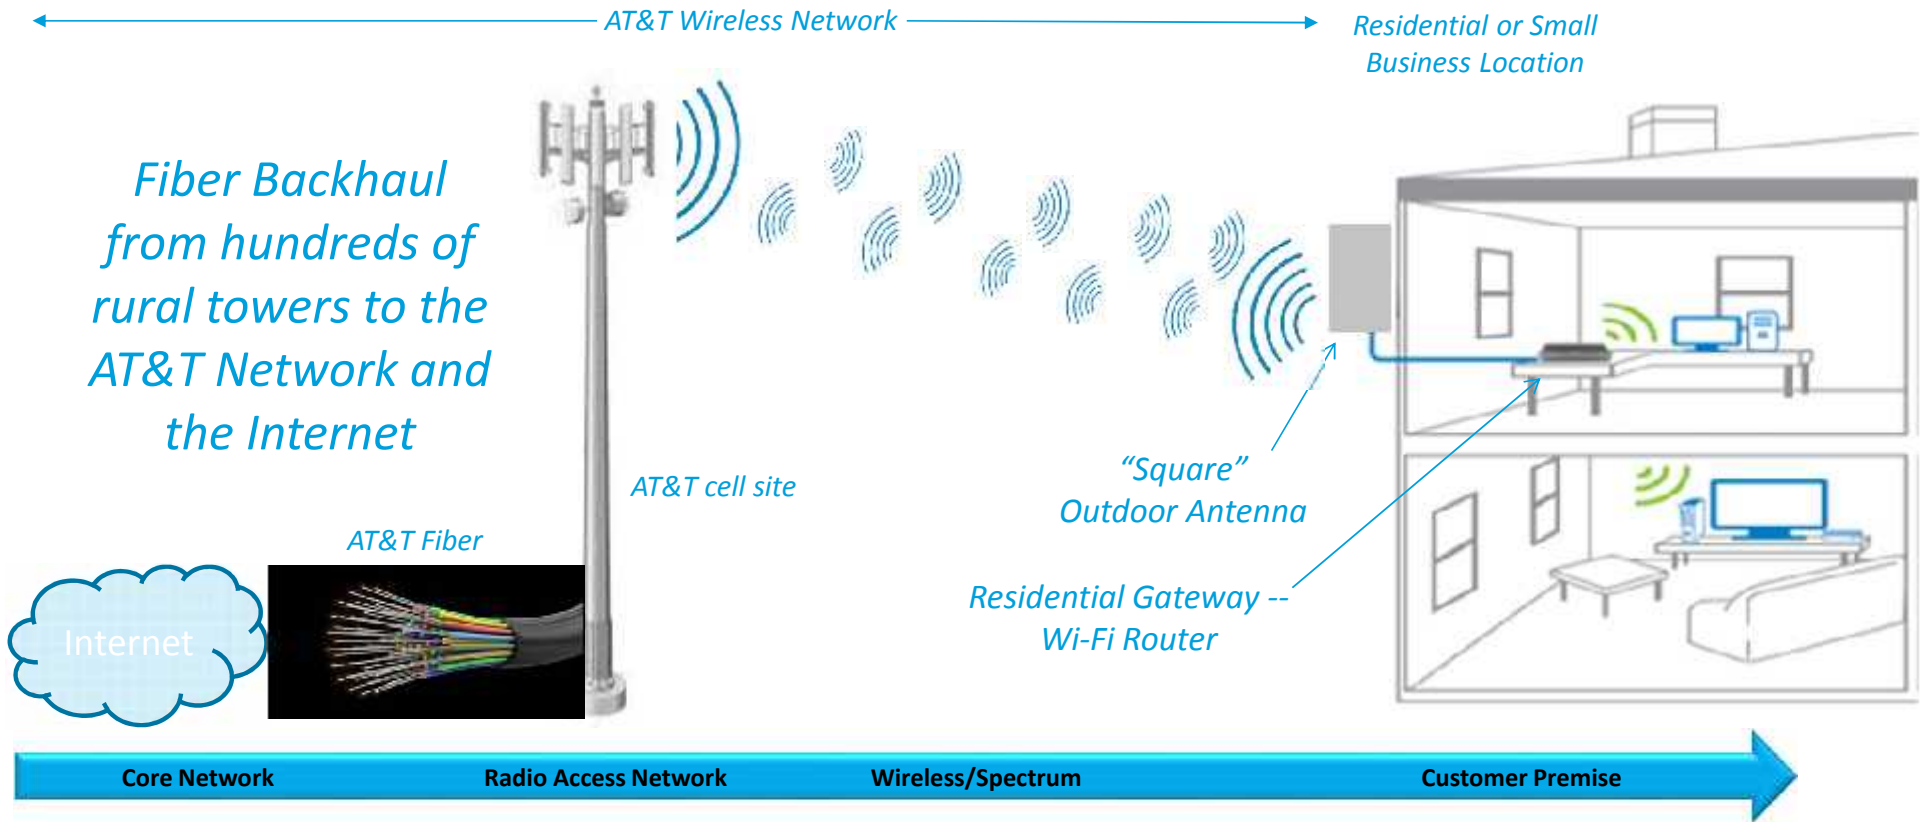 AT&T Wireless Network
Residential or Small
Business Location
Fiber Backhaul
from hundreds of
rural towers to the
AT&T Network and
the Internet
AT&T cell site
“Square”
Outdoor Antenna
AT&T Fiber
Internet
Residential Gateway --
Wi-Fi Router
Core Network
Radio Access Network
Wireless/Spectrum
Customer Premise